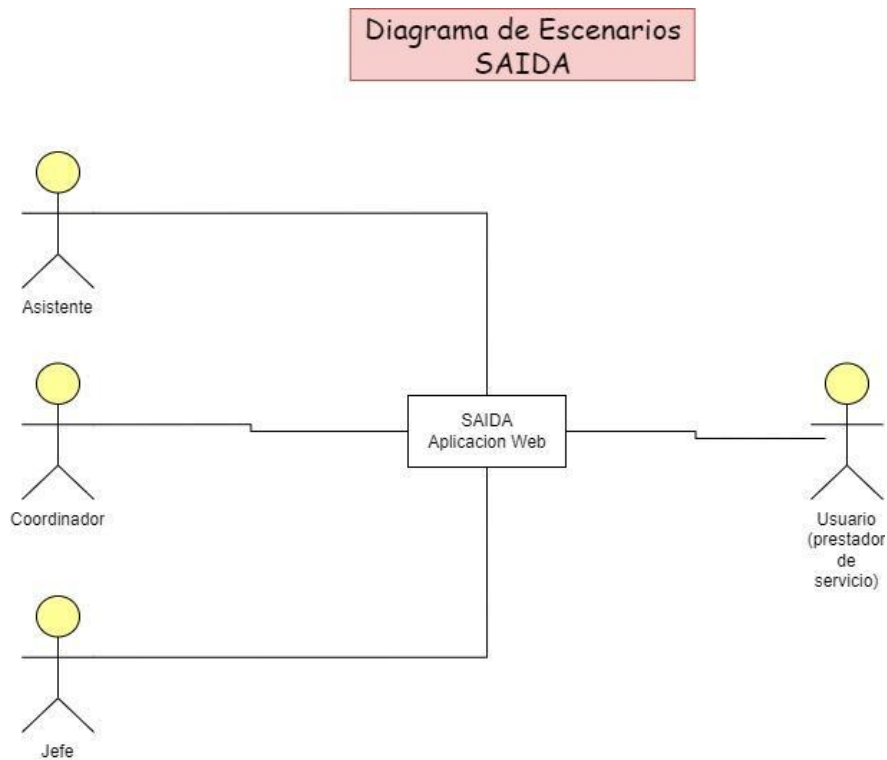 Diagrama de Escenarios
SAIDA
Asistente
SAIDA
Aplicacion Web
Coordinador
Usuario
(prestador
de
servicio)
Jefe